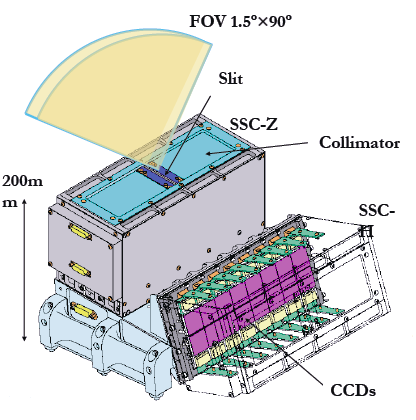 FOV 1.5°×90°
Slit
SSC-Z
Collimator
200m
m
SSC-
H
CCDs